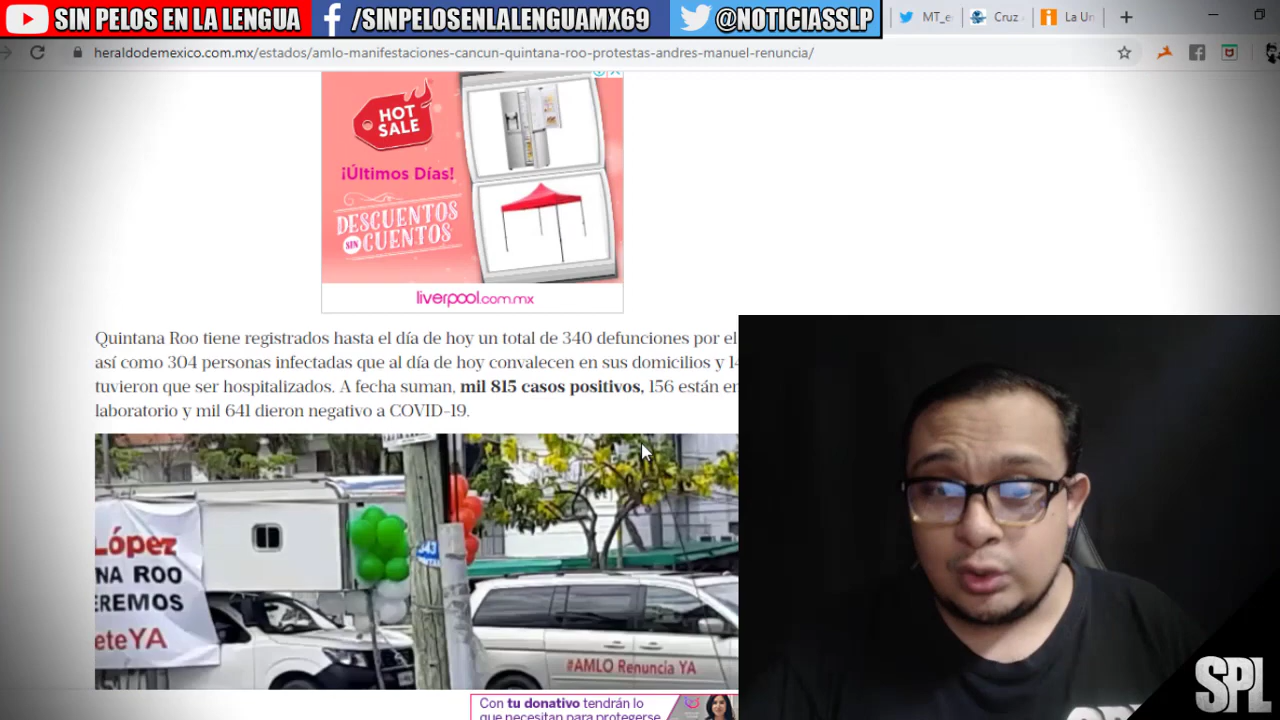 SIN PELOS EN LA LENGUA
f /SINPELOSENLALENGUAMX69
@NOTICIASSLP
MT_e
Cruz
La Un
heraldodemexico.com.mx/estados/amlo-manifestaciones-cancun-quintana-roo-protestas-andres-manuel-renuncia/
HOT
SALE
¡Últimos Días!
DESCUENTOS
SIN CUENTOS
liverpool.com.mx
Quintana Roo tiene registrados hasta el día de hoy un total de 340 defunciones por el
así como 304 personas infectadas que al día de hoy convalecen en sus domicilios y 14
tuvieron que ser hospitalizados. A fecha suman, mil 815 casos positivos, 156 están en
laboratorio y mil 641 dieron negativo a COVID-19.
López
NA ROO
EREMOS
eteYA
343
#AMLO Renuncia YA
Con tu donativo tendrán lo
que necesitan para protegerse
SPL
SPL